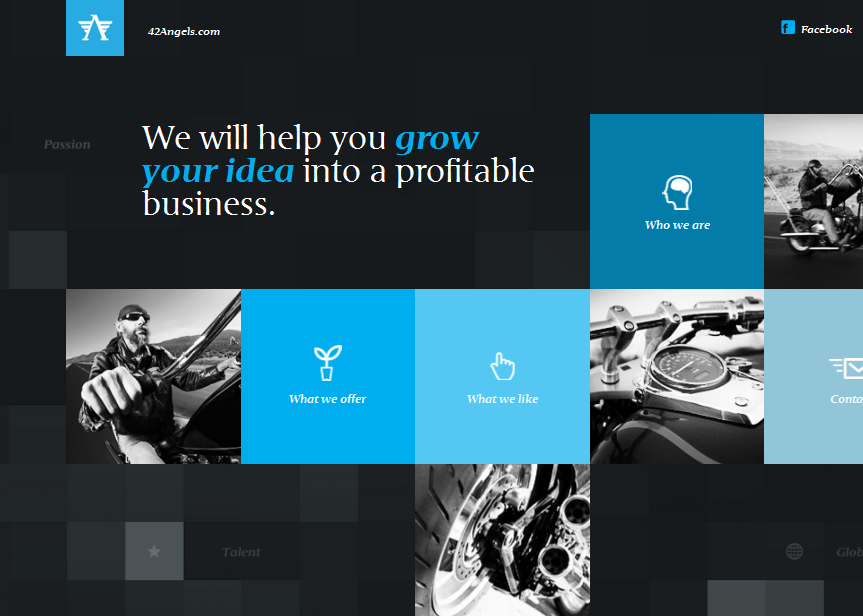 42Angels.com
Facebook
Passion
We will help you grow
your idea into a profitable
business.
Who we are
What we offer
What we like
Conta
Talent
Glob